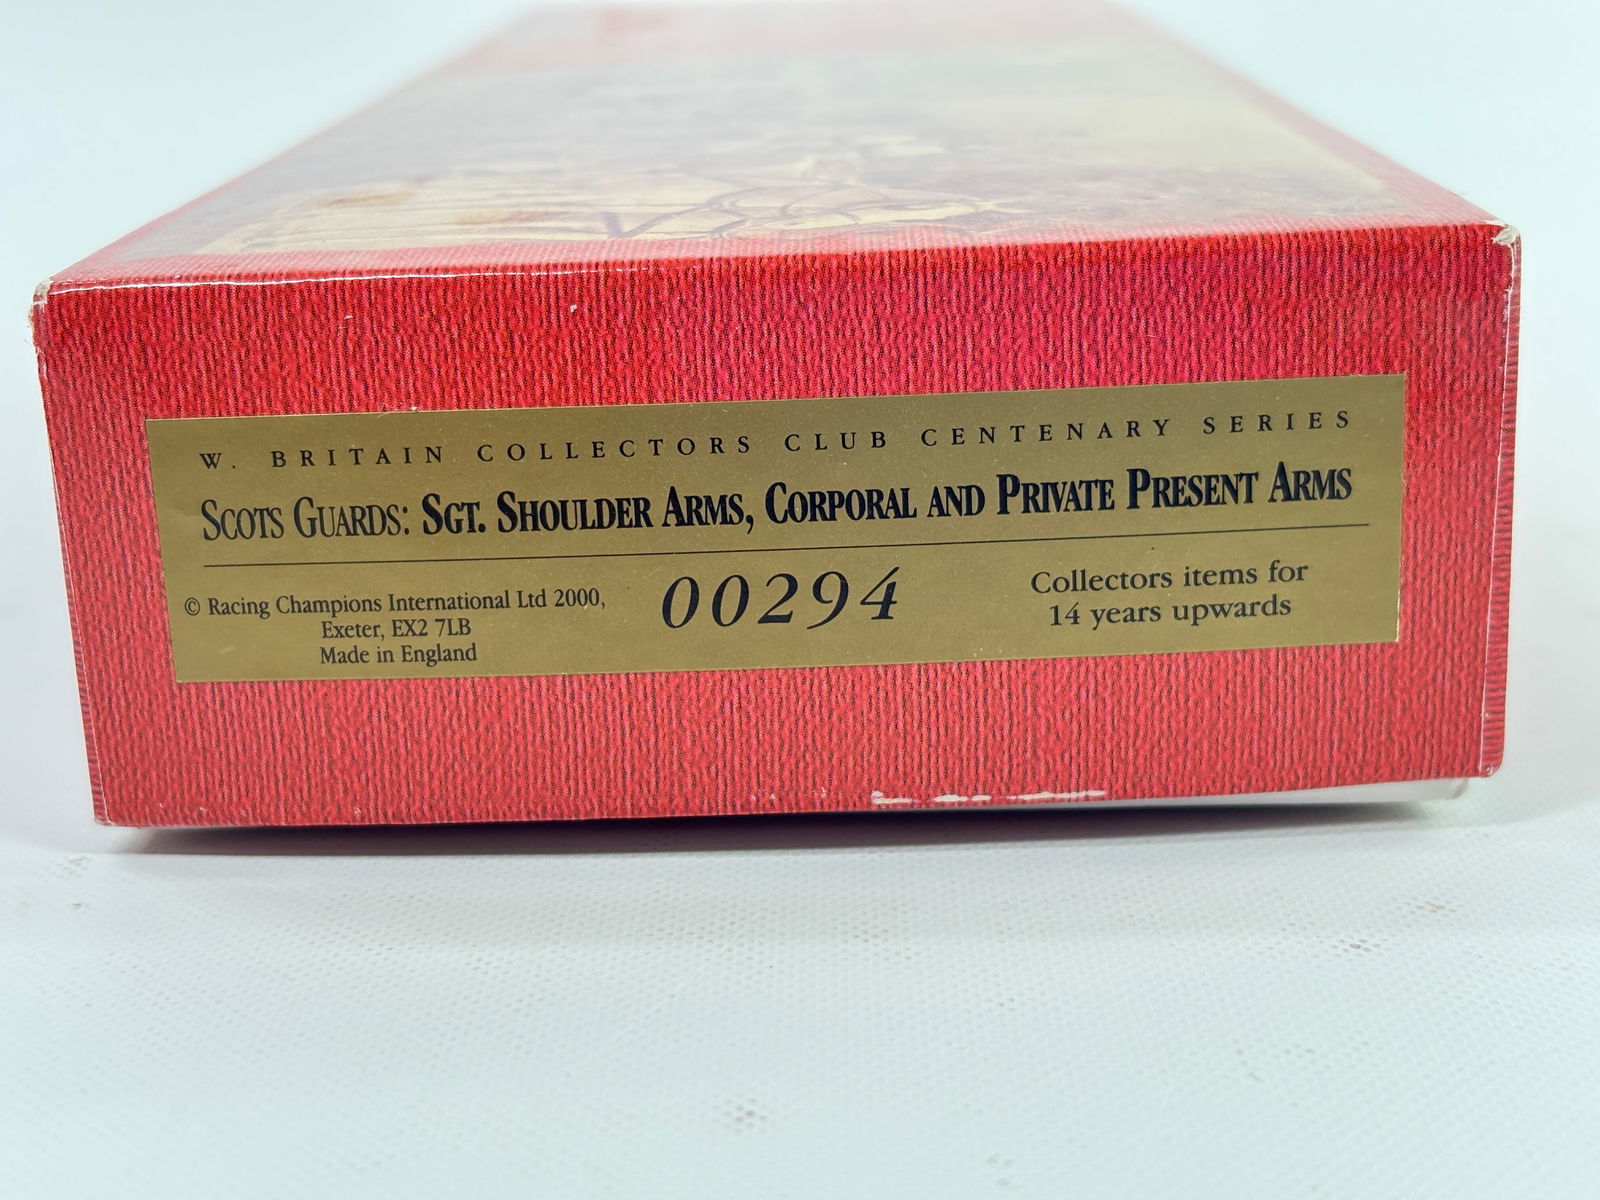 W. BRITAIN COLLECTORS CLUB CENTENARY SERIES
SCOTS GUARDS: SGT. SHOULDER ARMS, CORPORAL AND PRIVATE PRESENT ARMS
© Racing Champions International Ltd 2000,
Exeter, EX2 7LB
Made in England
00294
Collectors items for
14 years upwards